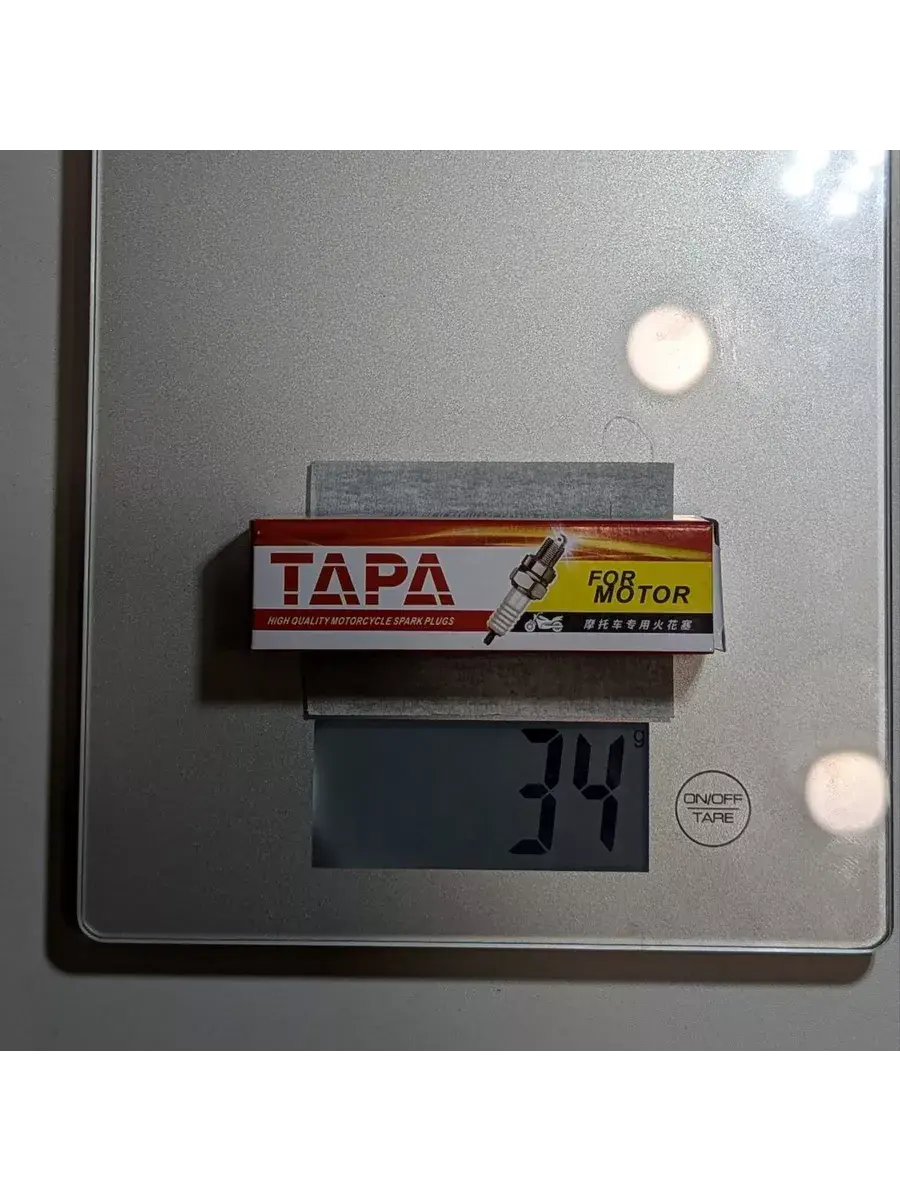 TAPA
HIGH QUALITY MOTORCYCLE SPARK PLUGS
FOR
MOTOR
摩托车专用火花塞
34 g
ON/OFF
TARE